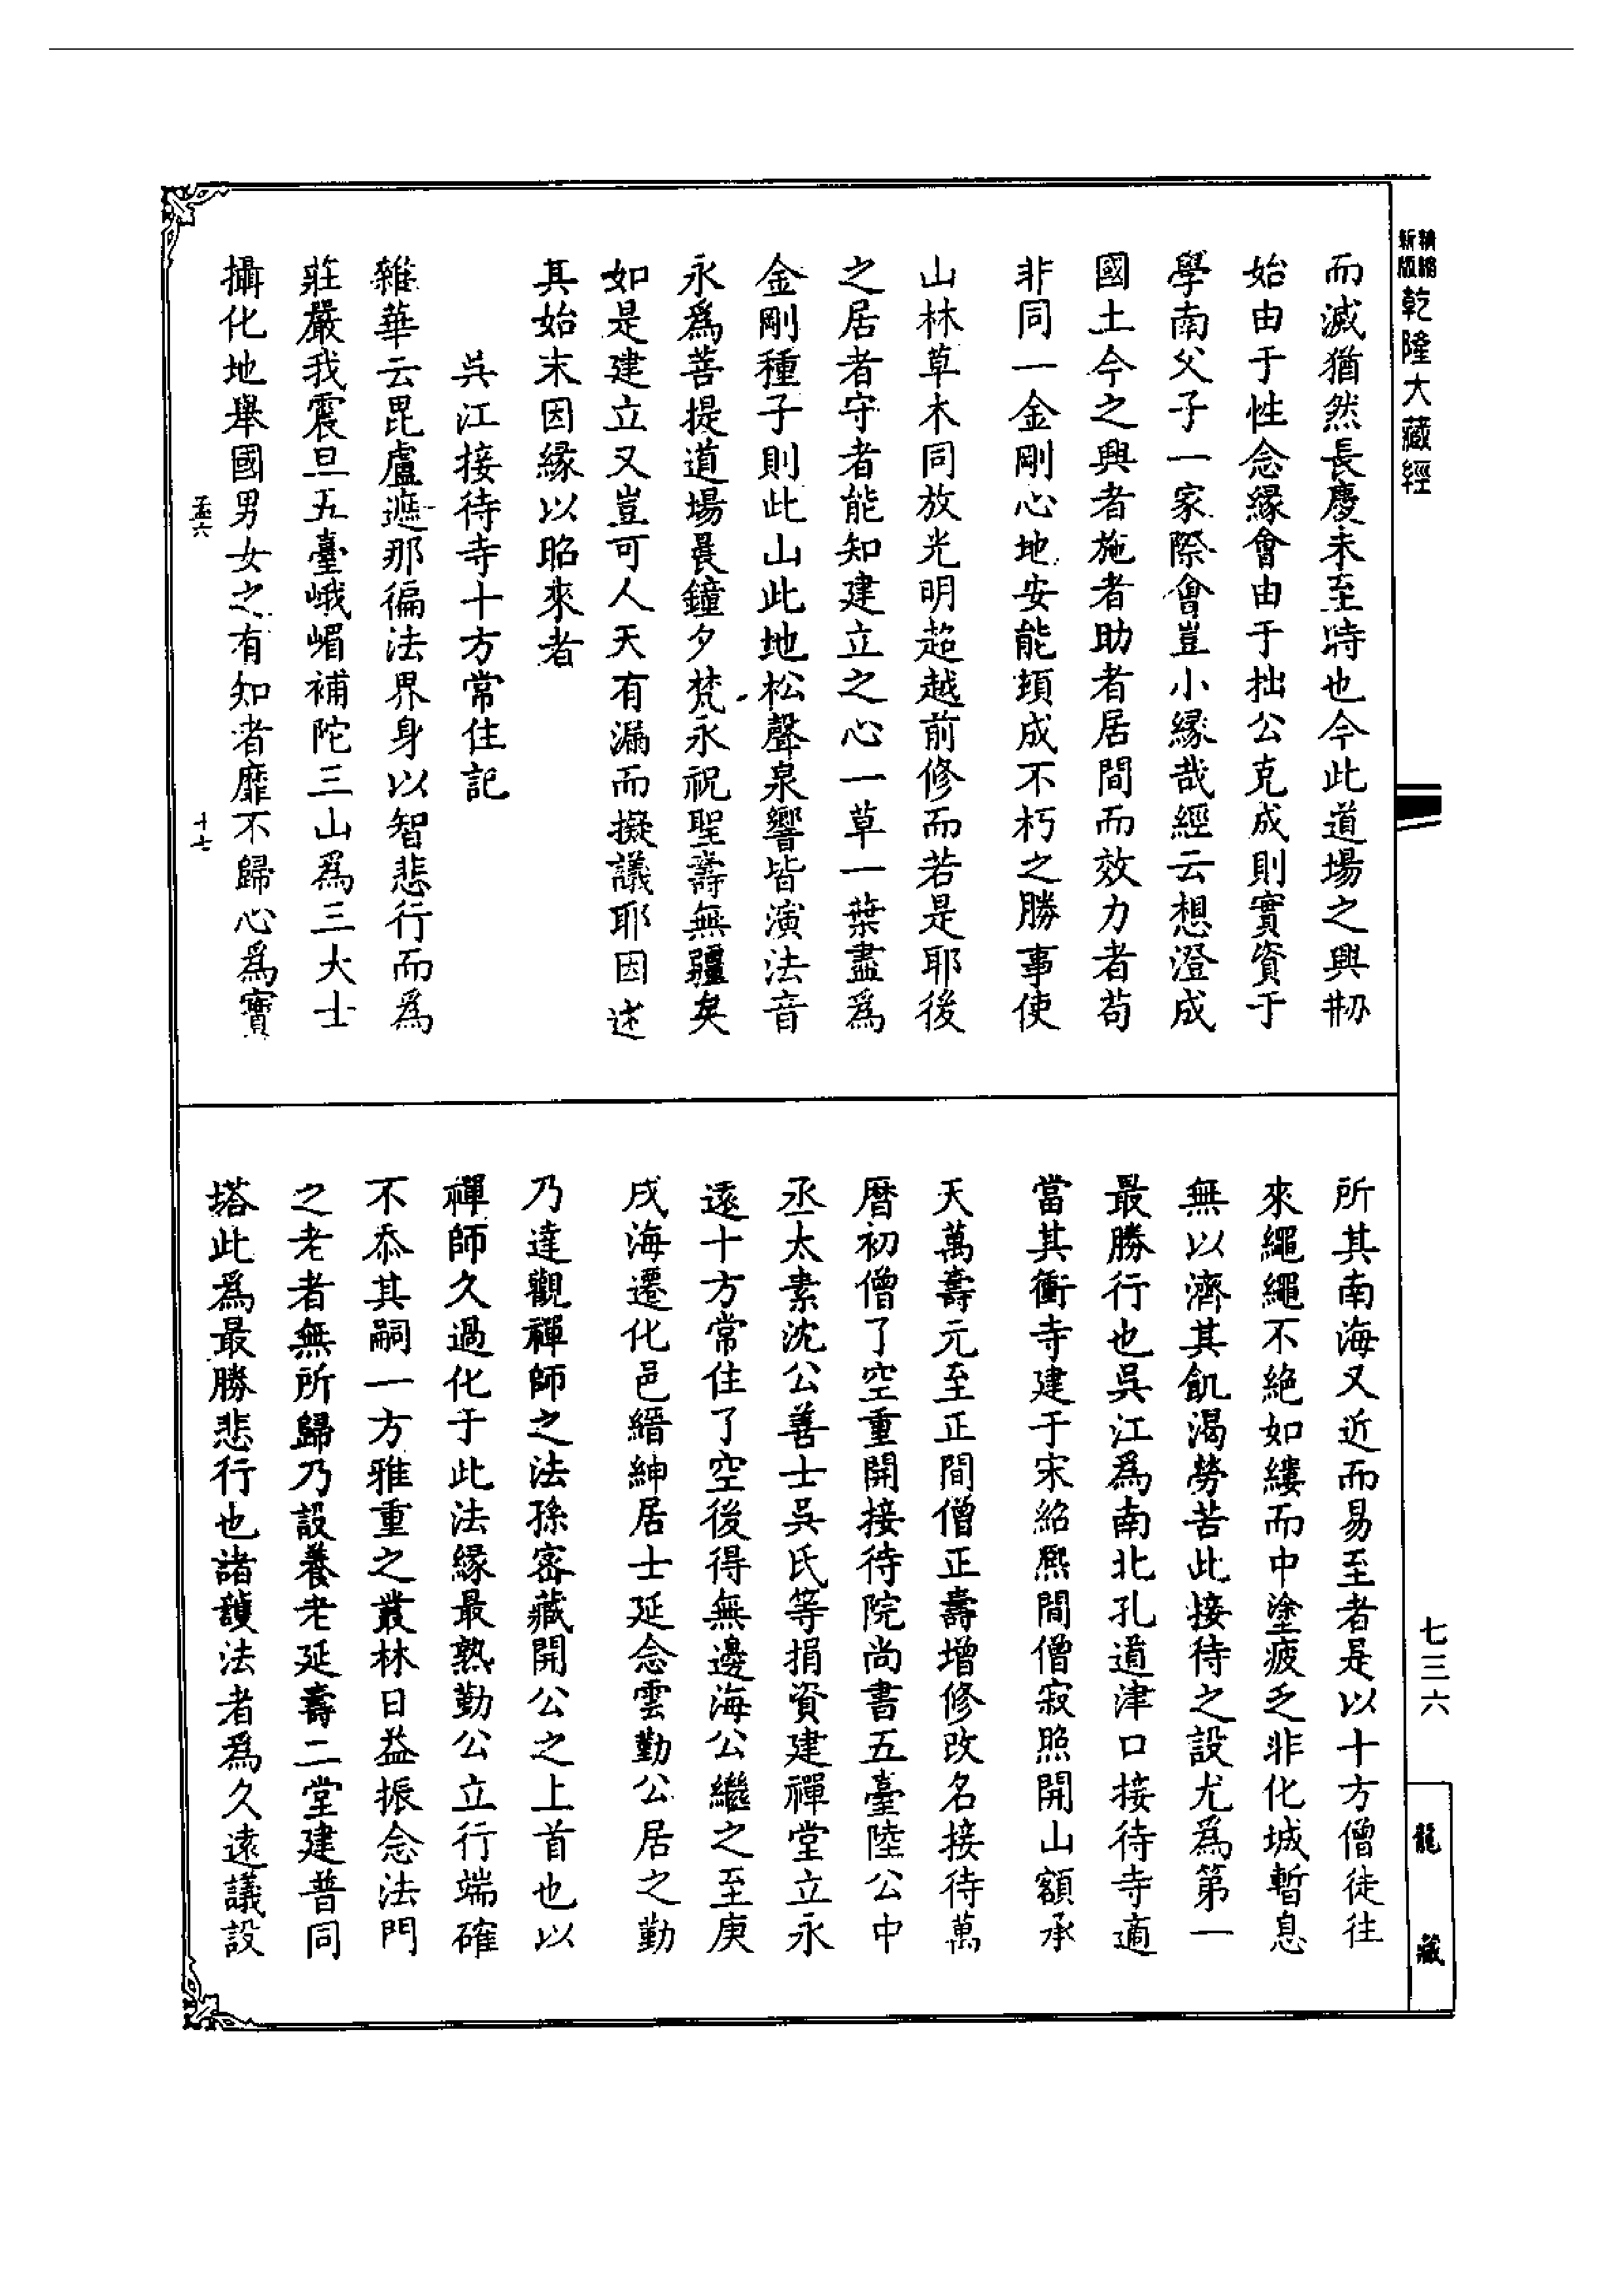 精縮新版乾隆大藏經
而滅猶然長慶未至時也今此道場之興剏
始由于性念緣會由于拙公克成則實資于
學南父子一家際會豈小緣哉經云想澄成
國土今之興者施者助者居間而效力者苟
非同一金剛心地安能頓成不朽之勝事使
山林草木同放光明超越前修而若是耶後
之居者守者能知建立之心一草一葉盡爲
金剛種子則此山此地松聲泉響皆演法音
永爲菩提道場晨鐘夕梵永祝聖壽無疆矣
如是建立又豈可人天有漏而擬議耶因述
其始末因緣以昭來者
吳江接待寺十方常住記
雜華云毘盧遮那徧法界身以智悲行而爲
莊嚴我震旦五臺峨嵋補陀三山爲三大士
攝化地舉國男女之有知者靡不歸心爲寶
孟六
十七
所其南海又近而易至者是以十方僧徒往
來繩繩不絕如縷而中塗疲乏非化城暫息
無以濟其飢渴勞苦此接待之設尤爲第一
最勝行也吳江爲南北孔道津口接待寺適
當其衝寺建于宋紹熙間僧寂照開山額承
天萬壽元至正間僧正壽增修改名接待萬
曆初僧了空重開接待院尚書五臺陸公中
丞太素沈公善士吳氏等捐資建禪堂立永
遠十方常住了空後得無邊海公繼之至庚
戌海遷化邑縉紳居士延念雲勤公居之勤
乃達觀禪師之法孫密藏開公之上首也以
禪師久過化于此法緣最熟勤公立行端確
不忝其嗣一方雅重之叢林日益振念法門
之老者無所歸乃設養老延壽二堂建普同
塔此爲最勝悲行也諸護法者爲久遠議設
七三六
龍藏